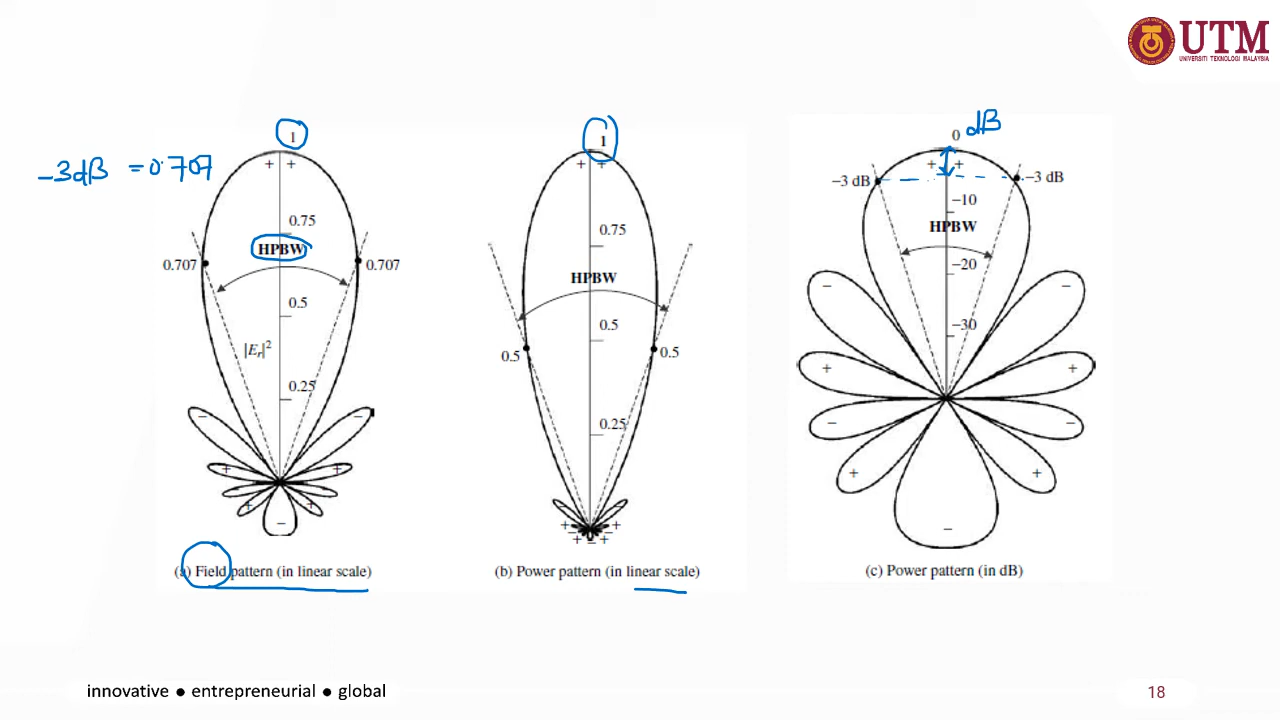 UTM
UNIVERSITI TEKNOLOGI MALAYSIA
-3dB = 0.707
1
+ +
0.75
HPBW
0.707
0.707
0.5
|Er|²
0.25
− −
+ +
+ +
−
(a) Field pattern (in linear scale)
1
+ +
0.75
HPBW
0.5
0.5
0.5
0.25
+ − − +
+ − +
(b) Power pattern (in linear scale)
0 dB
+ +
−3 dB
−3 dB
−10
HPBW
−20
−30
− −
+ +
− −
+ +
−
(c) Power pattern (in dB)
innovative ● entrepreneurial ● global
18